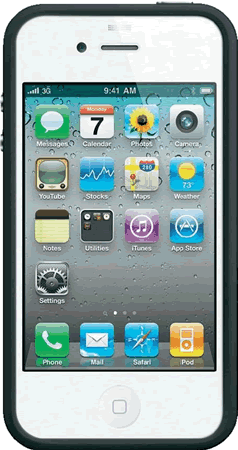 3G 9:41 AM
Monday
7
280
73°
Messages Calendar Photos Camera
YouTube Stocks Maps Weather
Notes Utilities iTunes App Store
Settings
Phone Mail Safari iPod